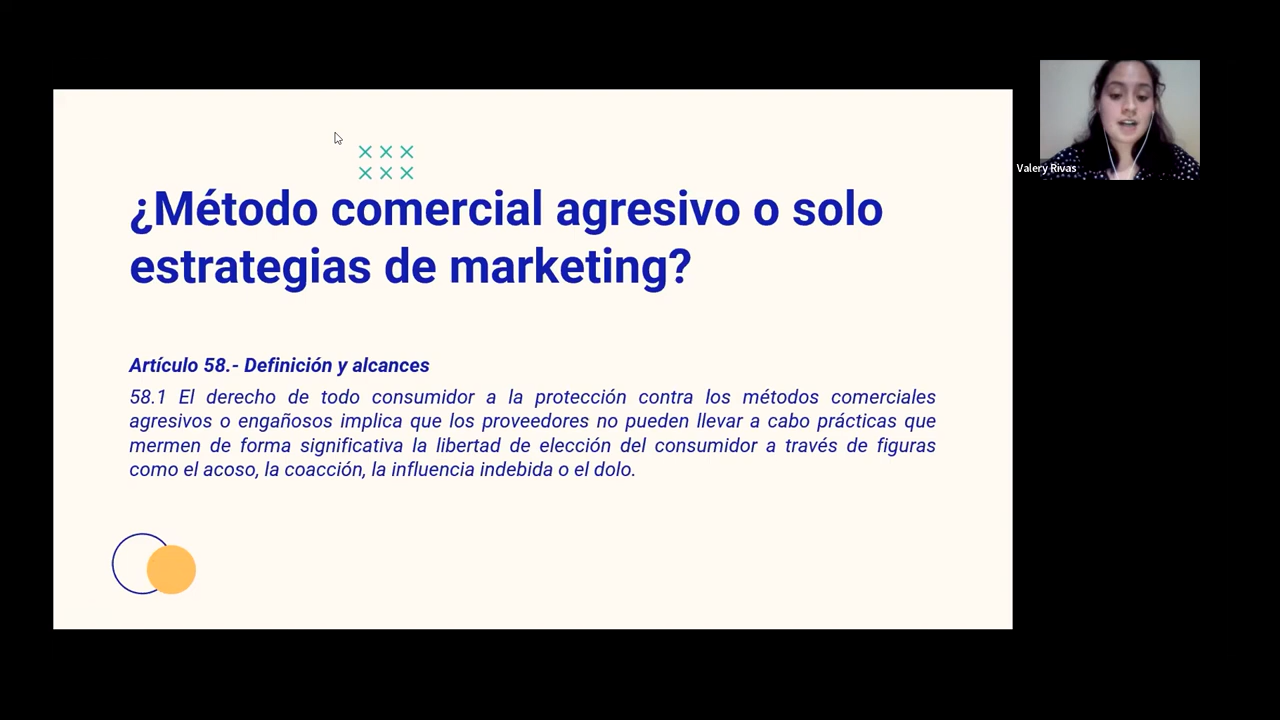 ¿Método comercial agresivo o solo
estrategias de marketing?
Artículo 58.- Definición y alcances
58.1 El derecho de todo consumidor a la protección contra los métodos comerciales
agresivos o engañosos implica que los proveedores no pueden llevar a cabo prácticas que
mermen de forma significativa la libertad de elección del consumidor a través de figuras
como el acoso, la coacción, la influencia indebida o el dolo.
Valery Rivas